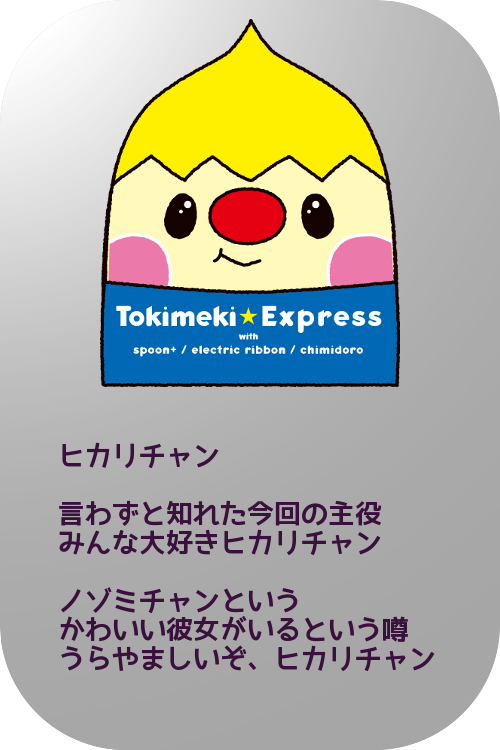 Tokimeki★Express
with
spoon+ / electric ribbon / chimidoro
ヒカリチャン
言わずと知れた今回の主役
みんな大好きヒカリチャン
ノゾミチャンという
かわいい彼女がいるという噂
うらやましいぞ、ヒカリチャン